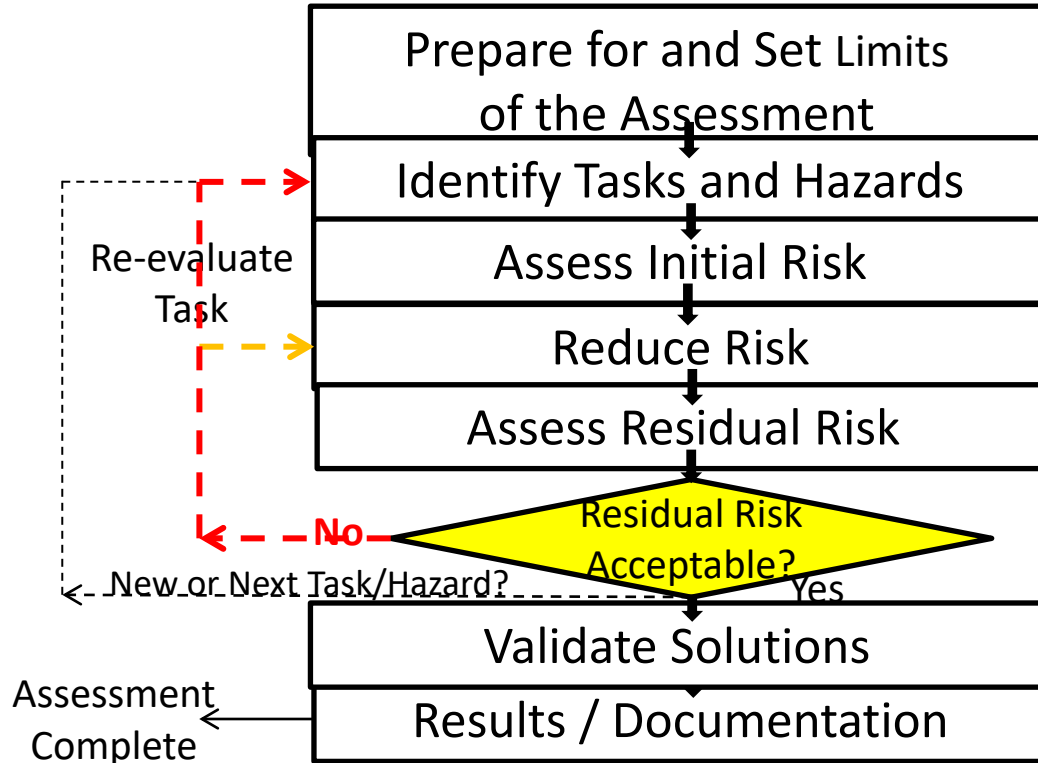 Prepare for and Set Limits
of the Assessment
Identify Tasks and Hazards
Re-evaluate
Task
Assess Initial Risk
Reduce Risk
Assess Residual Risk
No
Residual Risk
Acceptable?
New or Next Task/Hazard?
Yes
Validate Solutions
Assessment
Complete
Results / Documentation